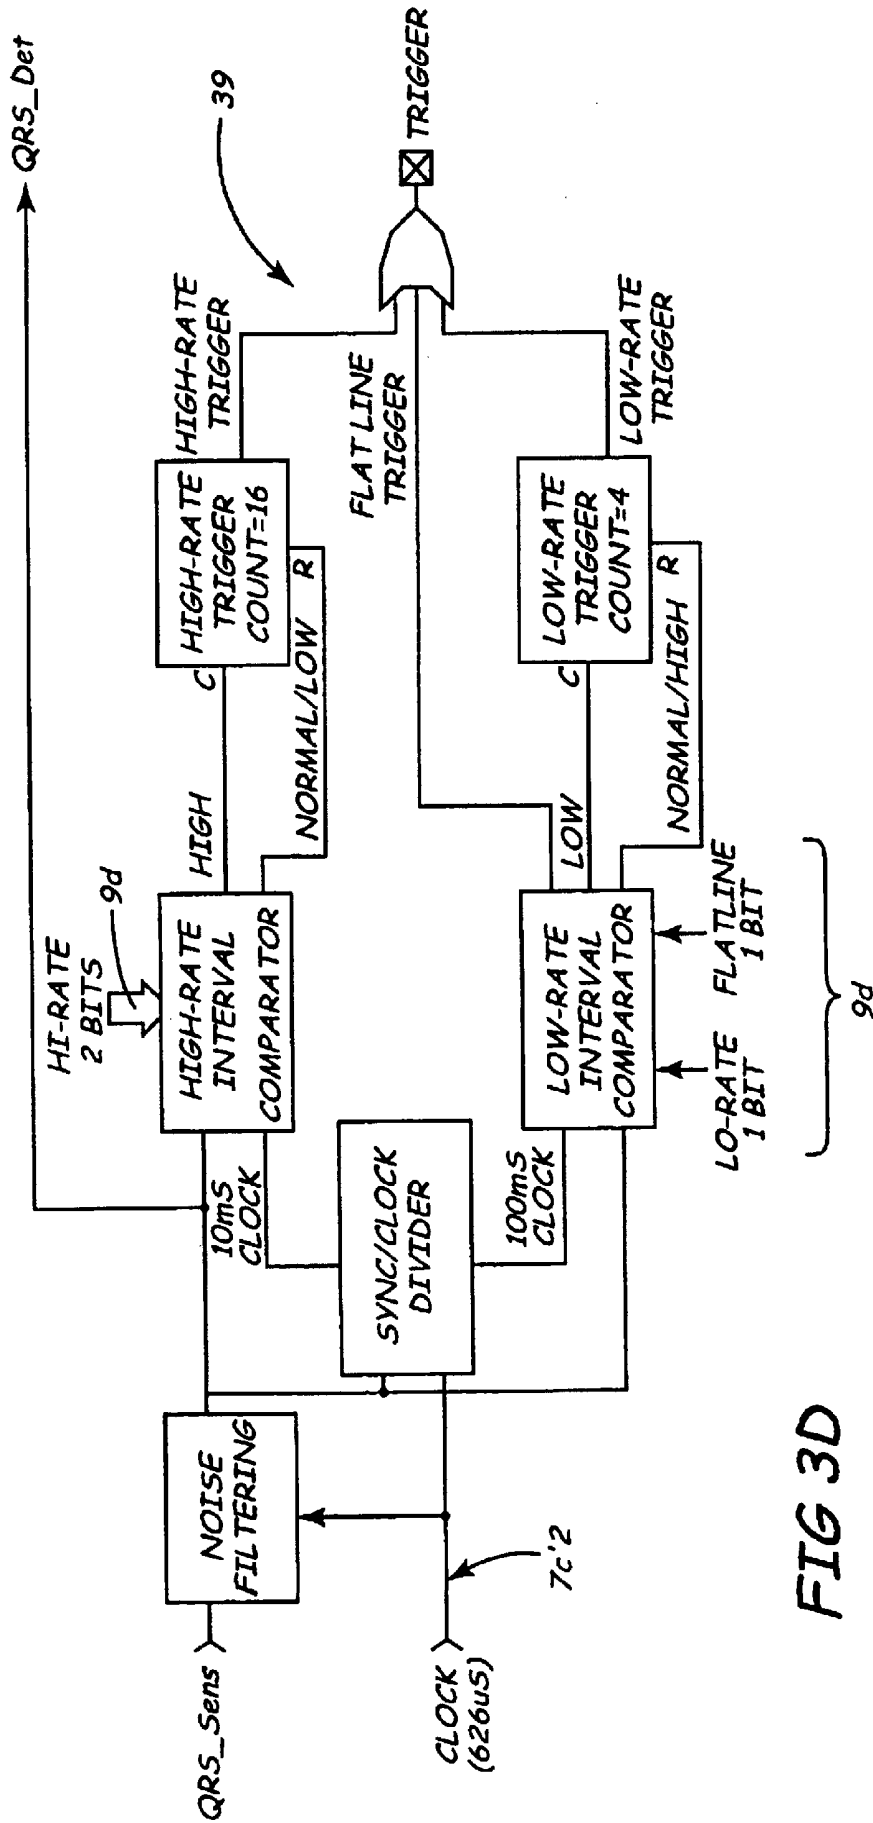 QRS_Det
39
HI-RATE
2 BITS
9d
HIGH-RATE
INTERVAL
COMPARATOR
HIGH
NORMAL/LOW
C
R
HIGH-RATE
TRIGGER
COUNT=16
HIGH-RATE
TRIGGER
QRS_Sens
NOISE
FILTERING
10mS
CLOCK
SYNC/CLOCK
DIVIDER
100mS
CLOCK
FLAT LINE
TRIGGER
TRIGGER
CLOCK
(626uS)
7c'2
LOW-RATE
INTERVAL
COMPARATOR
LOW
NORMAL/HIGH
C
R
LOW-RATE
TRIGGER
COUNT=4
LOW-RATE
TRIGGER
LO-RATE
1 BIT
FLATLINE
1 BIT
9d
FIG 3D